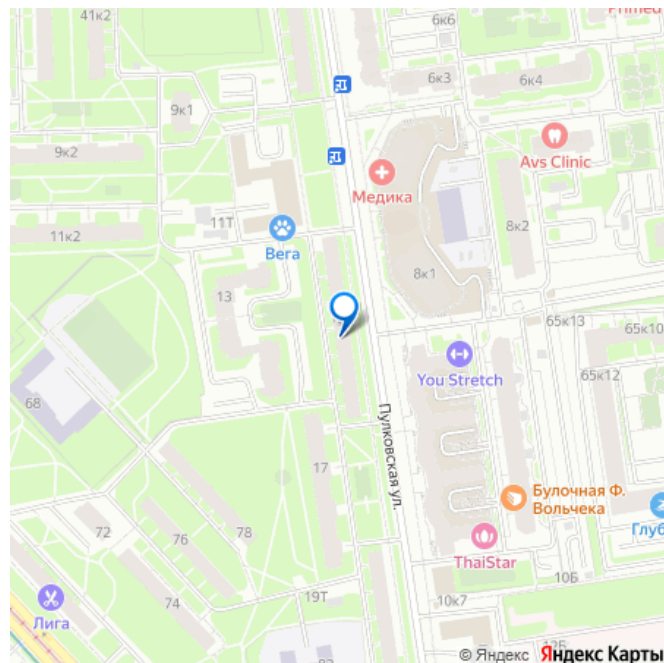 41к2
6к6
Primed
6к3
6к4
9к1
Avs Clinic
9к2
Медика
11Т
8к2
11к2
Вега
8к1
13
65к13
65к10
You Stretch
65к12
68
Пулковская ул.
17
Булочная Ф.
Вольчека
72
78
76
Глуб
ThaiStar
10Б
74
19Т
10к7
Лига
© Яндекс Яндекс Карты